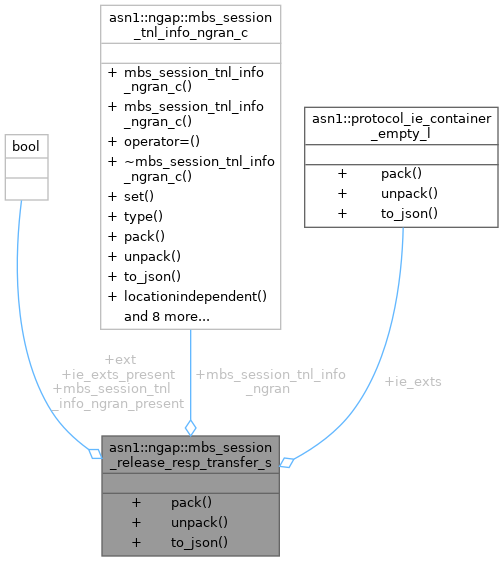 asn1::ngap::mbs_session
_tnl_info_ngran_c
+ mbs_session_tnl_info
_ngran_c()
+ mbs_session_tnl_info
_ngran_c()
+ operator=()
+ ~mbs_session_tnl_info
_ngran_c()
+ set()
+ type()
+ pack()
+ unpack()
+ to_json()
+ locationindependent()
and 8 more...
asn1::protocol_ie_container
_empty_l
+ pack()
+ unpack()
+ to_json()
bool
+ext
+ie_exts_present
+mbs_session_tnl
_info_ngran_present
+mbs_session_tnl_info
_ngran
+ie_exts
asn1::ngap::mbs_session
_release_resp_transfer_s
+ pack()
+ unpack()
+ to_json()